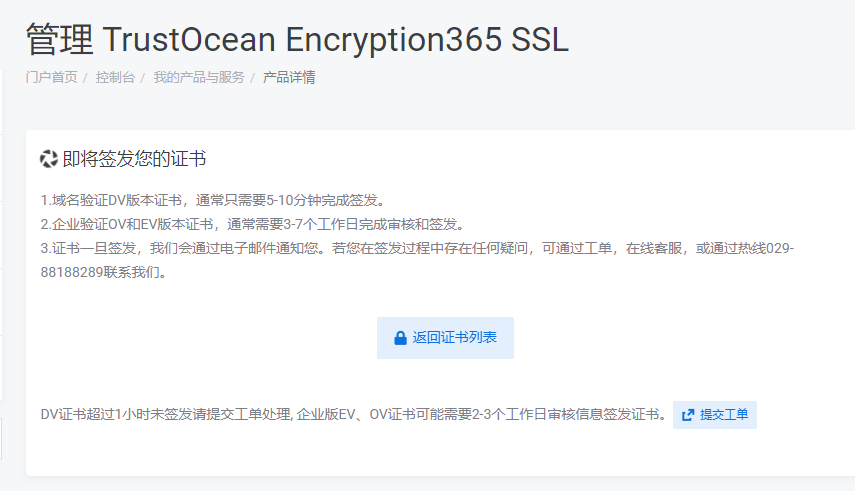 管理 TrustOcean Encryption365 SSL
门户首页 / 控制台 / 我的产品与服务 / 产品详情
即将签发您的证书
1.域名验证DV版本证书，通常只需要5-10分钟完成签发。
2.企业验证OV和EV版本证书，通常需要3-7个工作日完成审核和签发。
3.证书一旦签发，我们会通过电子邮件通知您。若您在签发过程中存在任何疑问，可通过工单，在线客服，或通过热线029-
88188289联系我们。
返回证书列表
DV证书超过1小时未签发请提交工单处理, 企业版EV、OV证书可能需要2-3个工作日审核信息签发证书。 提交工单